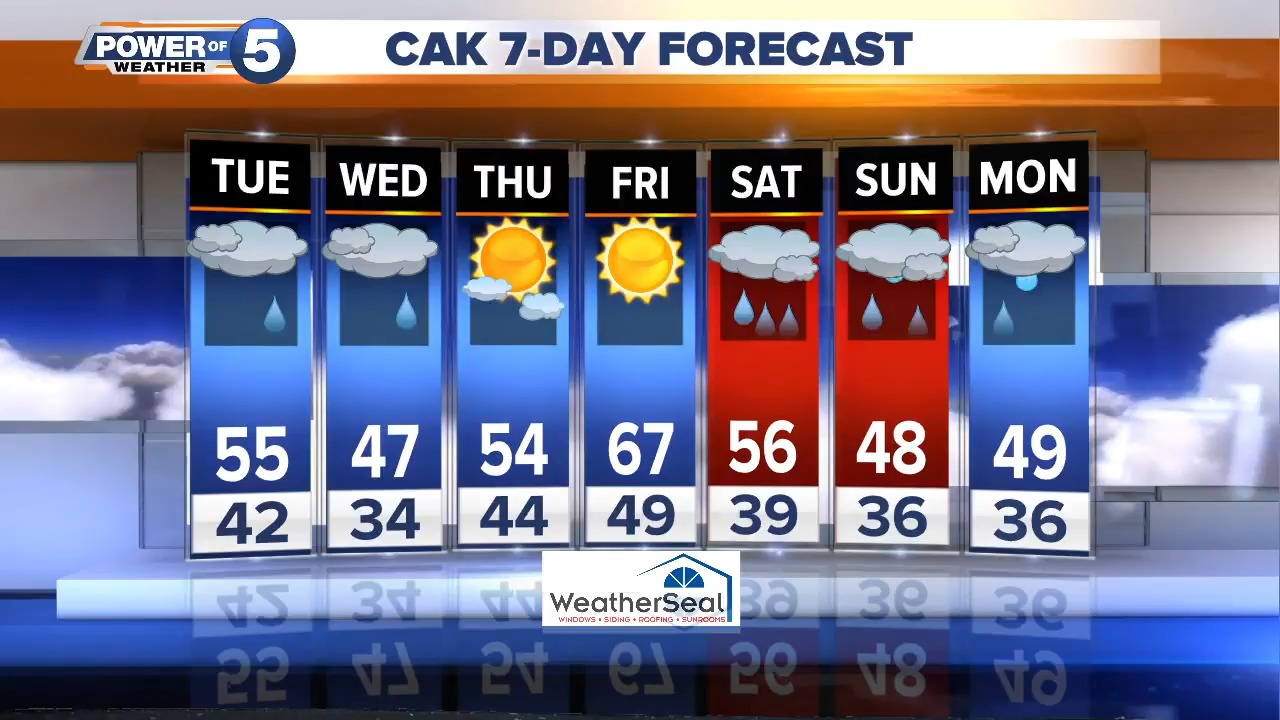 POWER OF 5
WEATHER
CAK 7-DAY FORECAST
TUE WED THU FRI SAT SUN MON
55 47 54 67 56 48 49
42 34 44 49 39 36 36
WeatherSeal
WINDOWS • SIDING • ROOFING • SUNROOMS